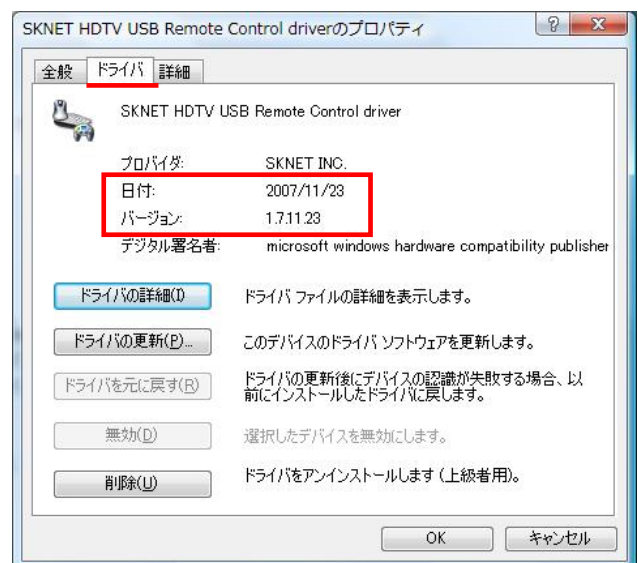 SKNET HDTV USB Remote Control driverのプロパティ
全般 ドライバ 詳細
SKNET HDTV USB Remote Control driver
プロバイダ: SKNET INC.
日付: 2007/11/23
バージョン: 1.7.11.23
デジタル署名者: microsoft windows hardware compatibility publisher
ドライバの詳細(I) ドライバ ファイルの詳細を表示します。
ドライバの更新(P)... このデバイスのドライバ ソフトウェアを更新します。
ドライバを元に戻す(R) ドライバの更新後にデバイスの認識が失敗する場合、以
前にインストールしたドライバに戻します。
無効(D) 選択したデバイスを無効にします。
削除(U) ドライバをアンインストールします (上級者用)。
OK キャンセル